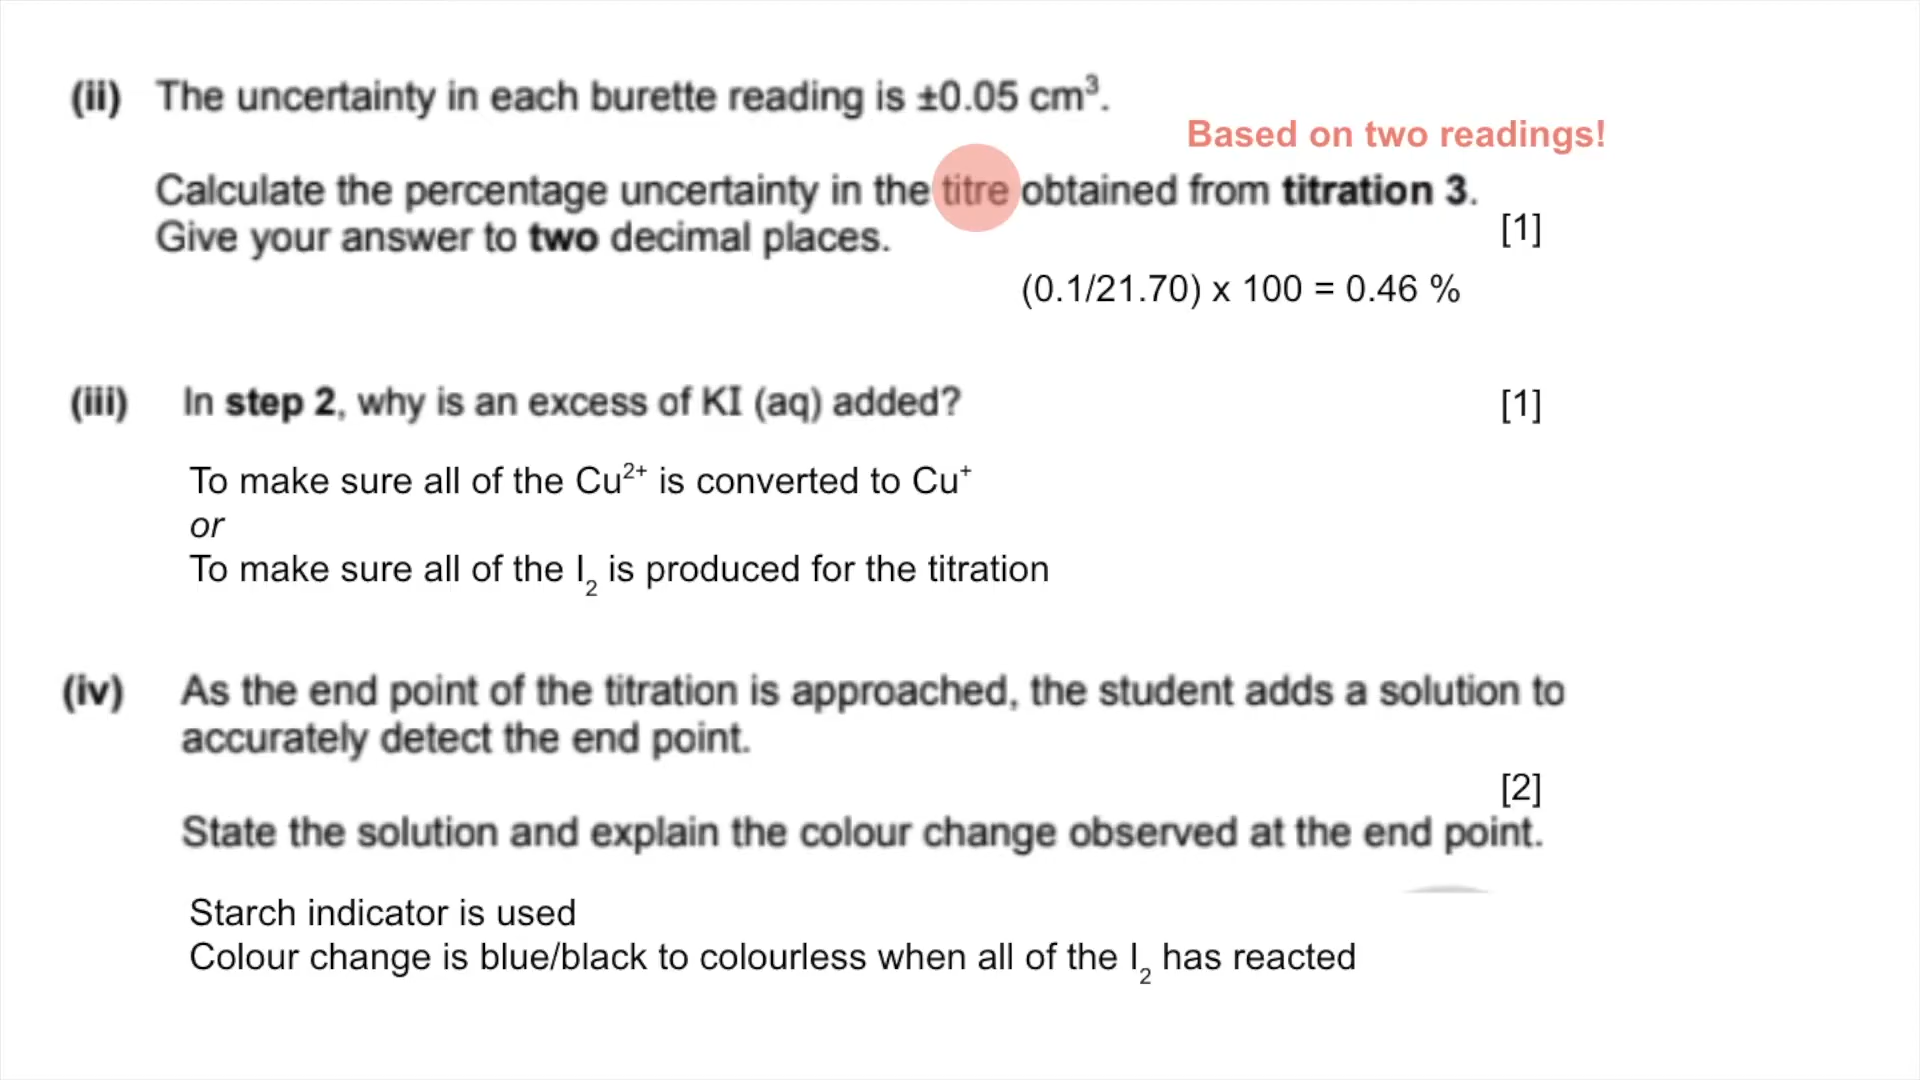 (ii) The uncertainty in each burette reading is ±0.05 cm³.
Based on two readings!
Calculate the percentage uncertainty in the titre obtained from titration 3.
[1]
Give your answer to two decimal places.
(0.1/21.70) x 100 = 0.46 %
(iii) In step 2, why is an excess of KI (aq) added? [1]
To make sure all of the Cu²⁺ is converted to Cu⁺
or
To make sure all of the I₂ is produced for the titration
(iv) As the end point of the titration is approached, the student adds a solution to
accurately detect the end point.
[2]
State the solution and explain the colour change observed at the end point.
Starch indicator is used
Colour change is blue/black to colourless when all of the I₂ has reacted